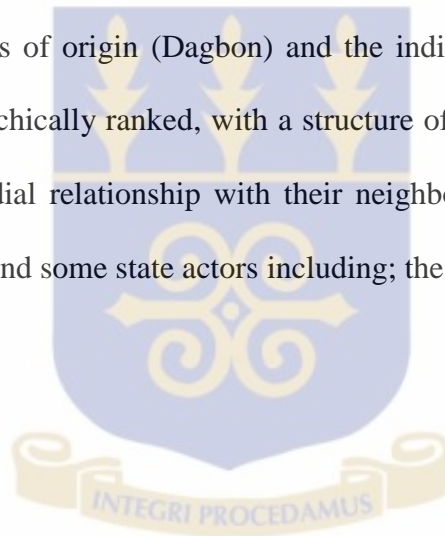 s of origin (Dagbon) and the indi
chically ranked, with a structure of
dial relationship with their neighbo
nd some state actors including; the
INTEGRI PROCEDAMUS